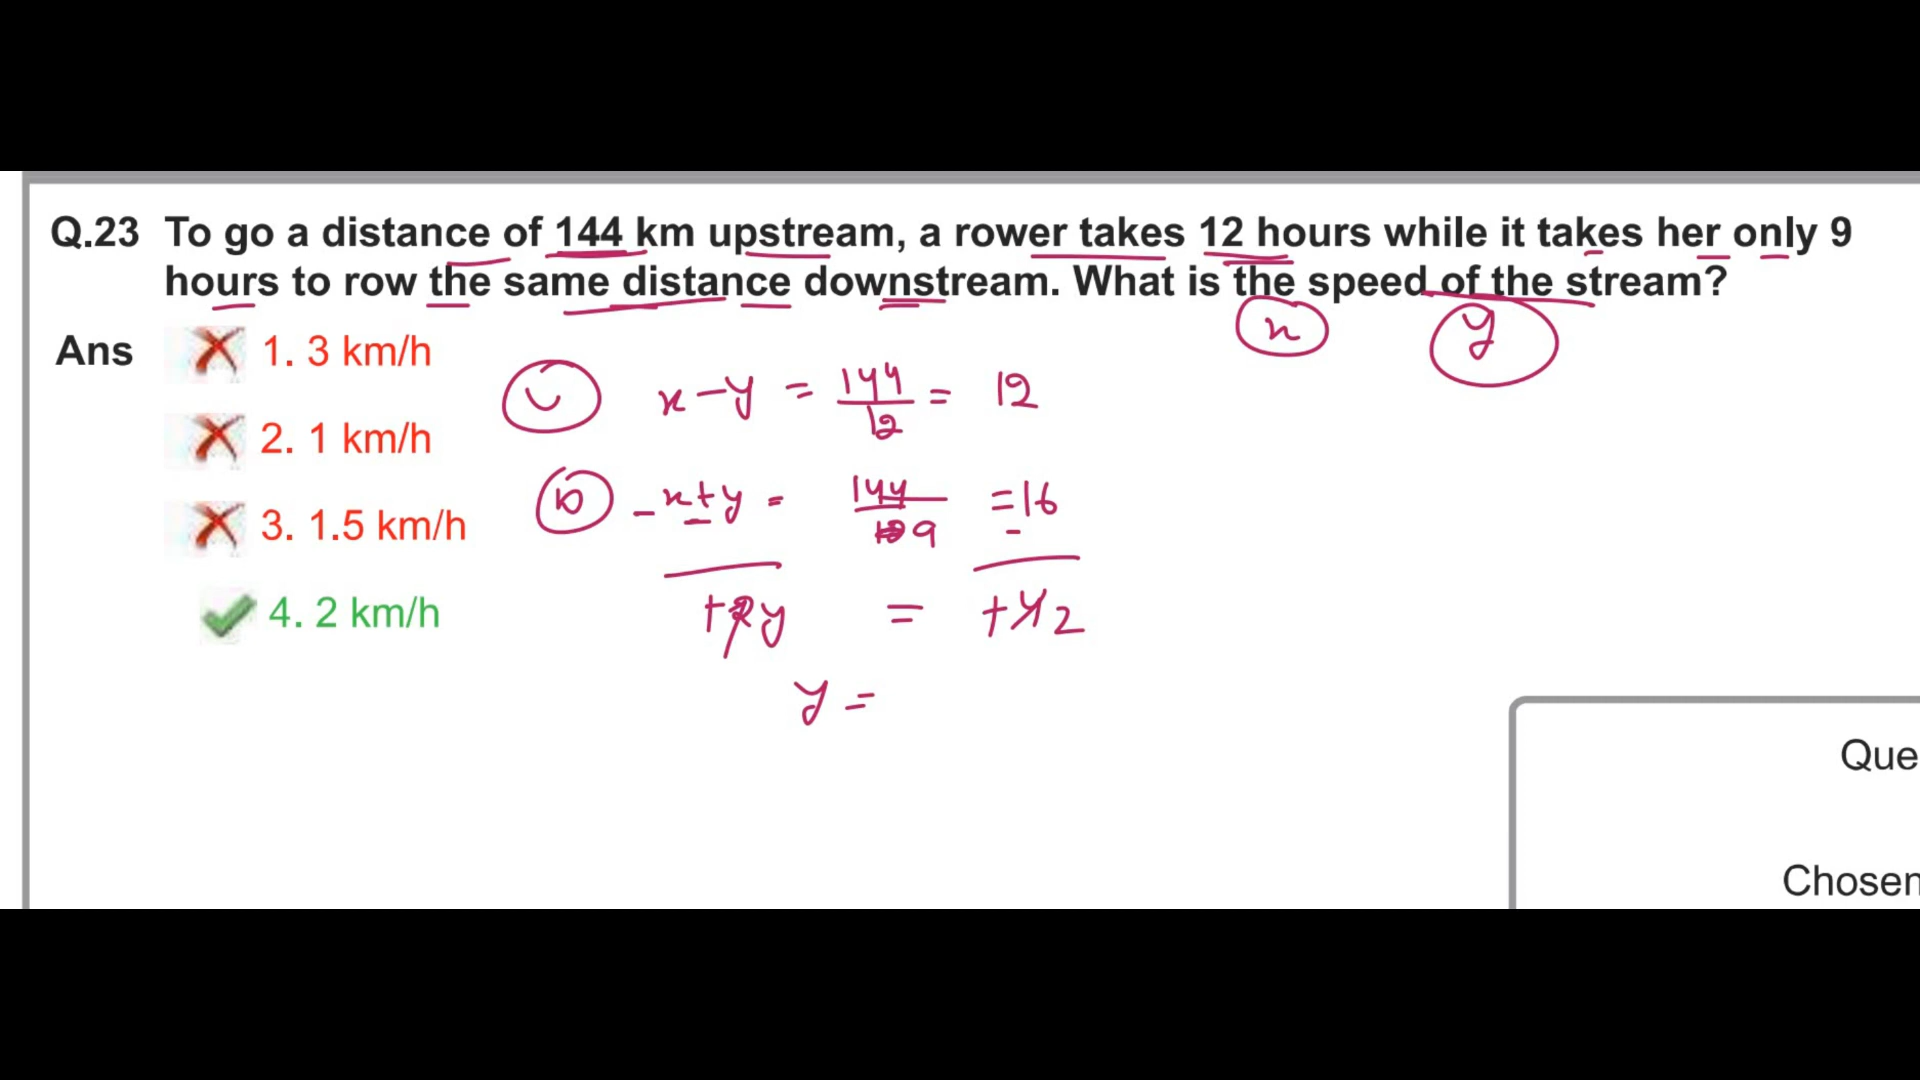 Q.23 To go a distance of 144 km upstream, a rower takes 12 hours while it takes her only 9
hours to row the same distance downstream. What is the speed of the stream?
x y
Ans 1. 3 km/h
U x - y = 144/12 = 12
2. 1 km/h
D - x + y = 144/9 = 16
3. 1.5 km/h
4. 2 km/h
+2y = +4 2
y =
Que
Chosen